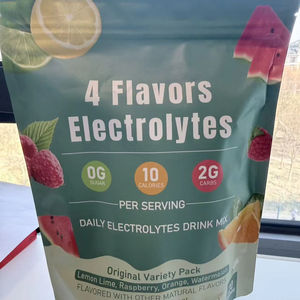 4 Flavors
Electrolytes
0G
SUGAR
10
CALORIES
2G
CARBS
PER SERVING
DAILY ELECTROLYTES DRINK MIX
Original Variety Pack
Lemon Lime, Raspberry, Orange, Watermelon
FLAVORED WITH OTHER NATURAL FLAVORS